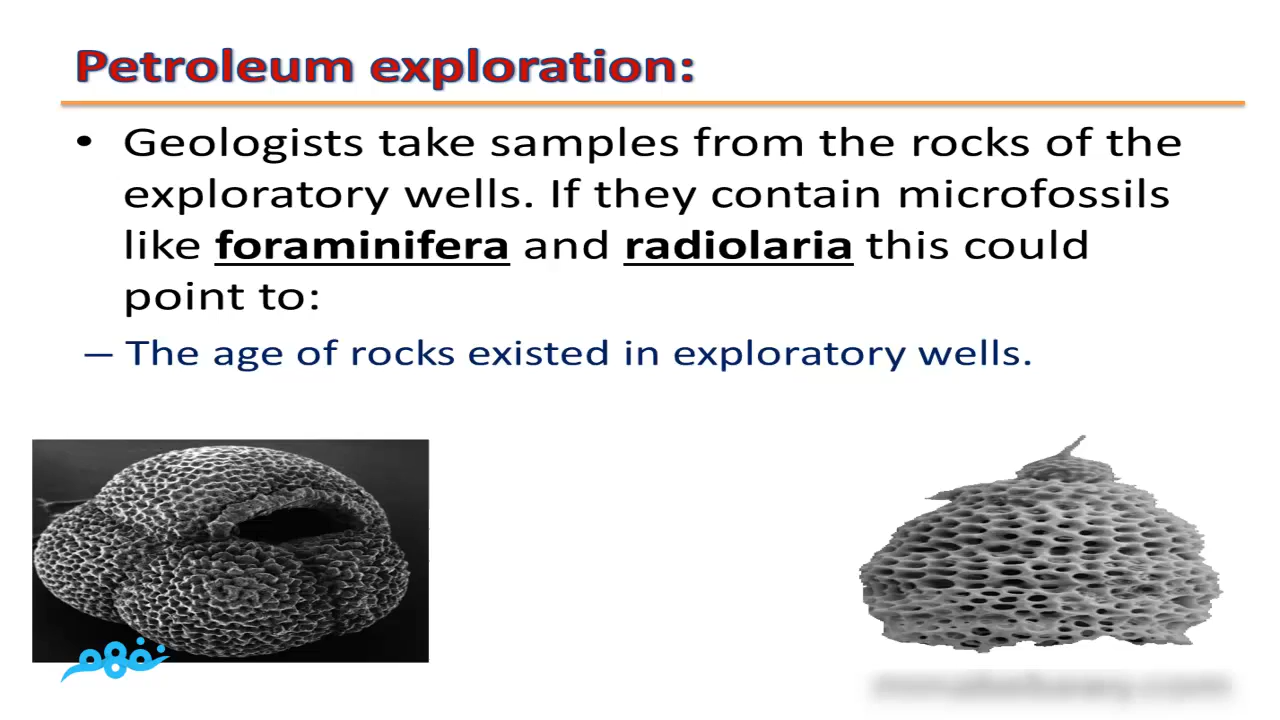 Petroleum exploration:
• Geologists take samples from the rocks of the
exploratory wells. If they contain microfossils
like foraminifera and radiolaria this could
point to:
– The age of rocks existed in exploratory wells.
نفهم